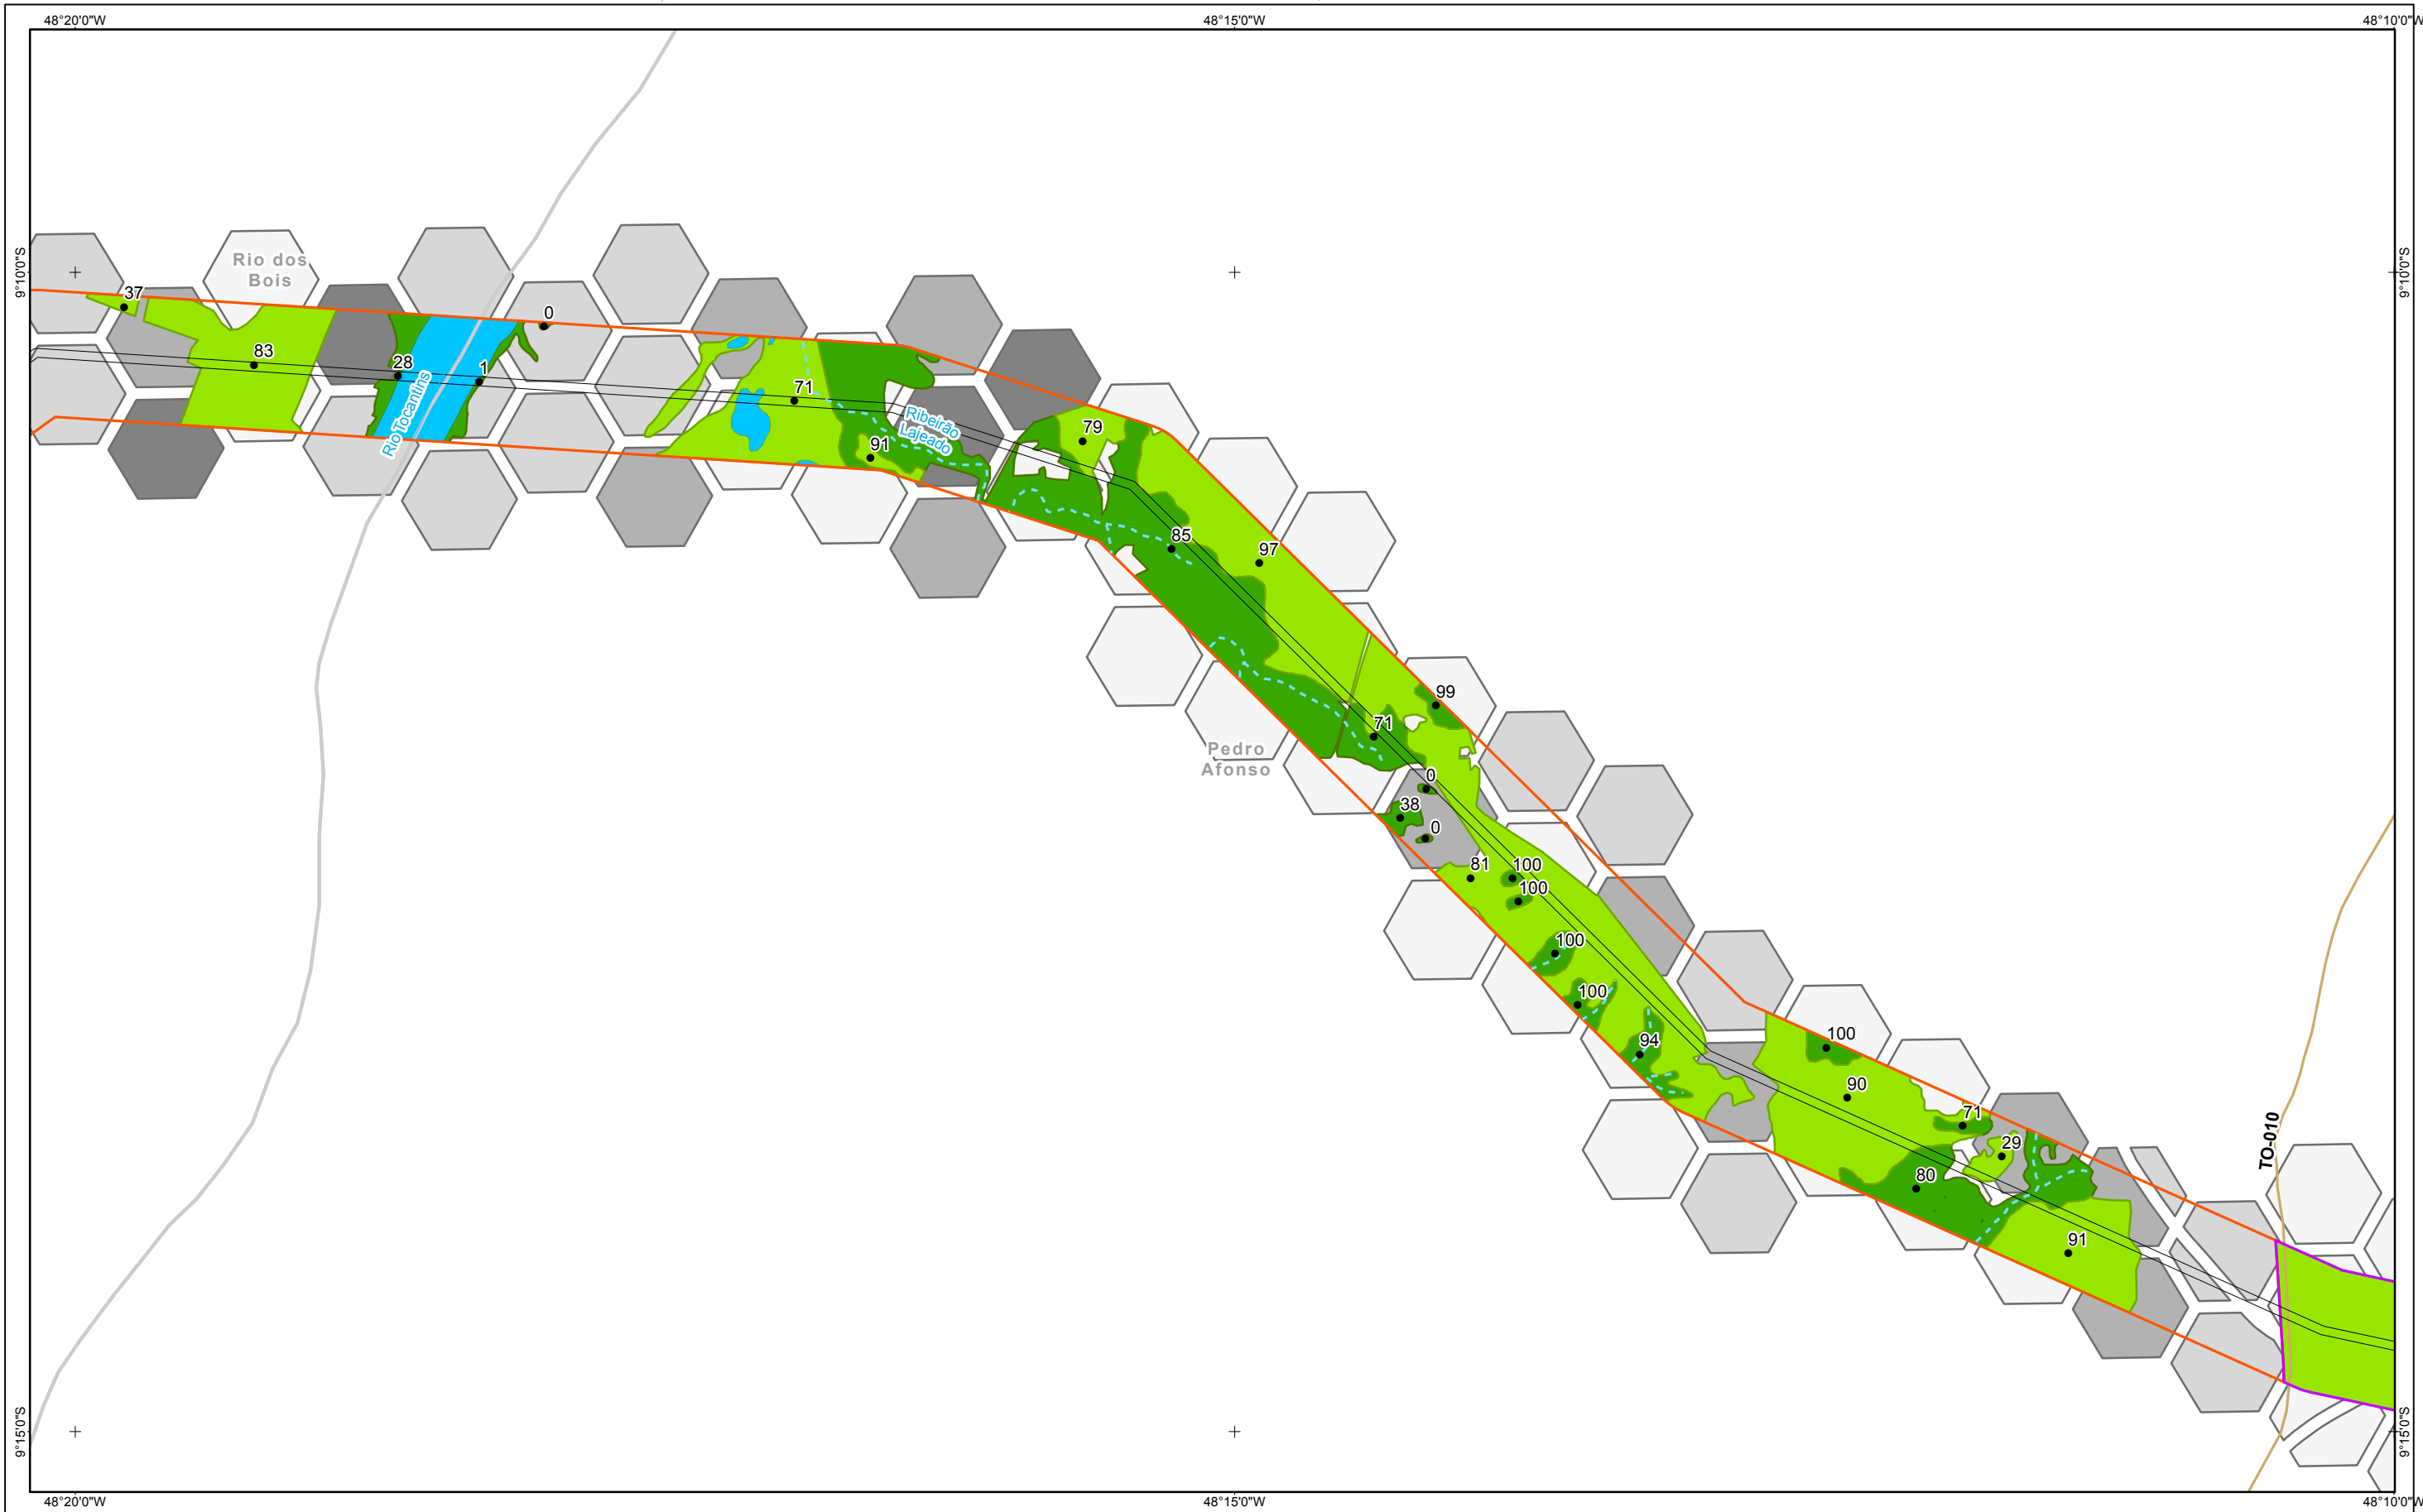 48°20'0"W
48°15'0"W
48°10'0"W
9°10'0"S
9°10'0"S
Rio dos
Bois
37
0
83
28
1
Rio Tocantins
71
Ribeirão
Lajeado
79
91
85
97
99
71
Pedro
Afonso
0
38
0
81
100
100
100
100
94
100
90
71
29
80
91
TO-010
9°15'0"S
9°15'0"S
48°20'0"W
48°15'0"W
48°10'0"W